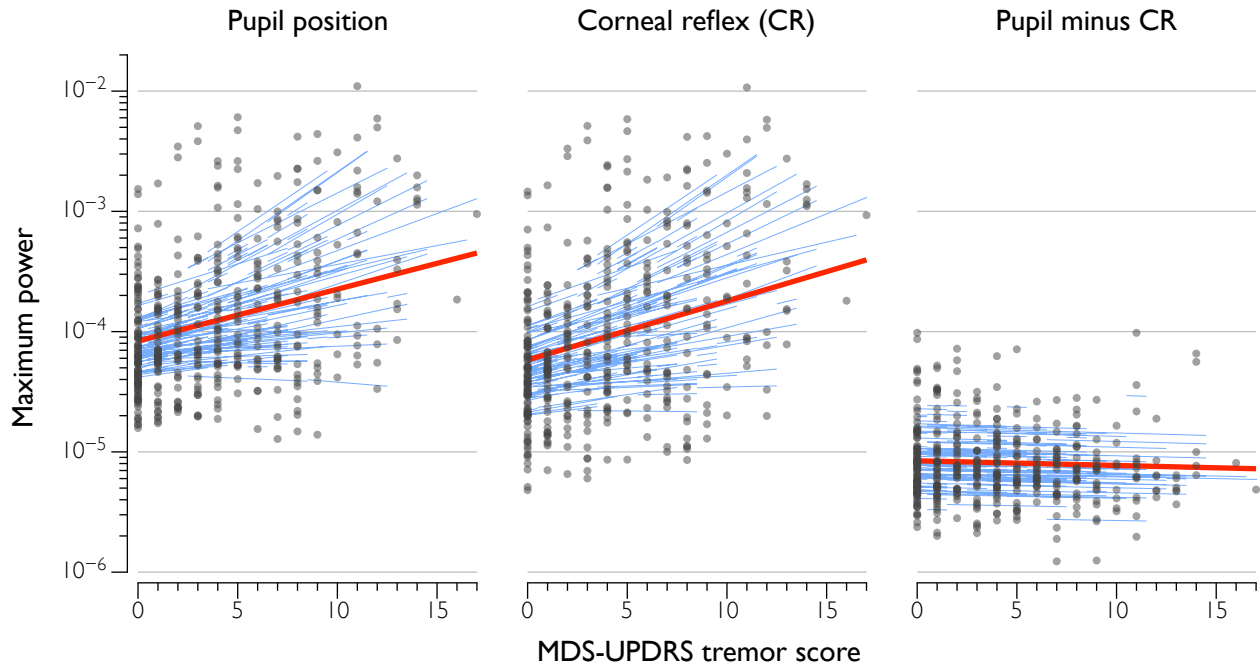 Pupil position
Corneal reflex (CR)
Pupil minus CR
Maximum power
10⁻²
10⁻³
10⁻⁴
10⁻⁵
10⁻⁶
0 5 10 15
0 5 10 15
0 5 10 15
MDS-UPDRS tremor score